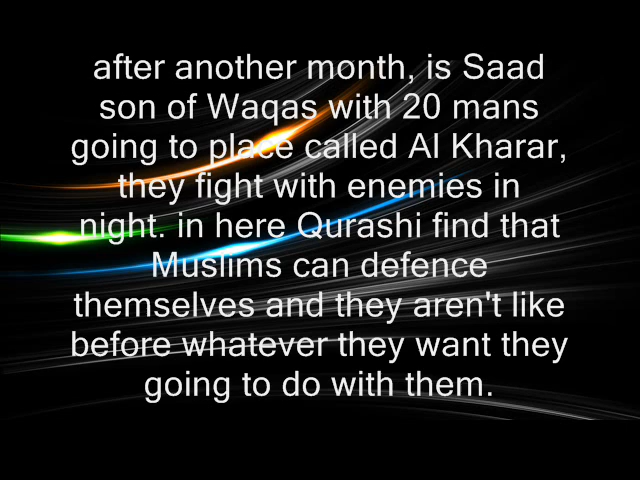 after another month, is Saad
son of Waqas with 20 mans
going to place called Al Kharar,
they fight with enemies in
night. in here Qurashi find that
Muslims can defence
themselves and they aren't like
before whatever they want they
going to do with them.